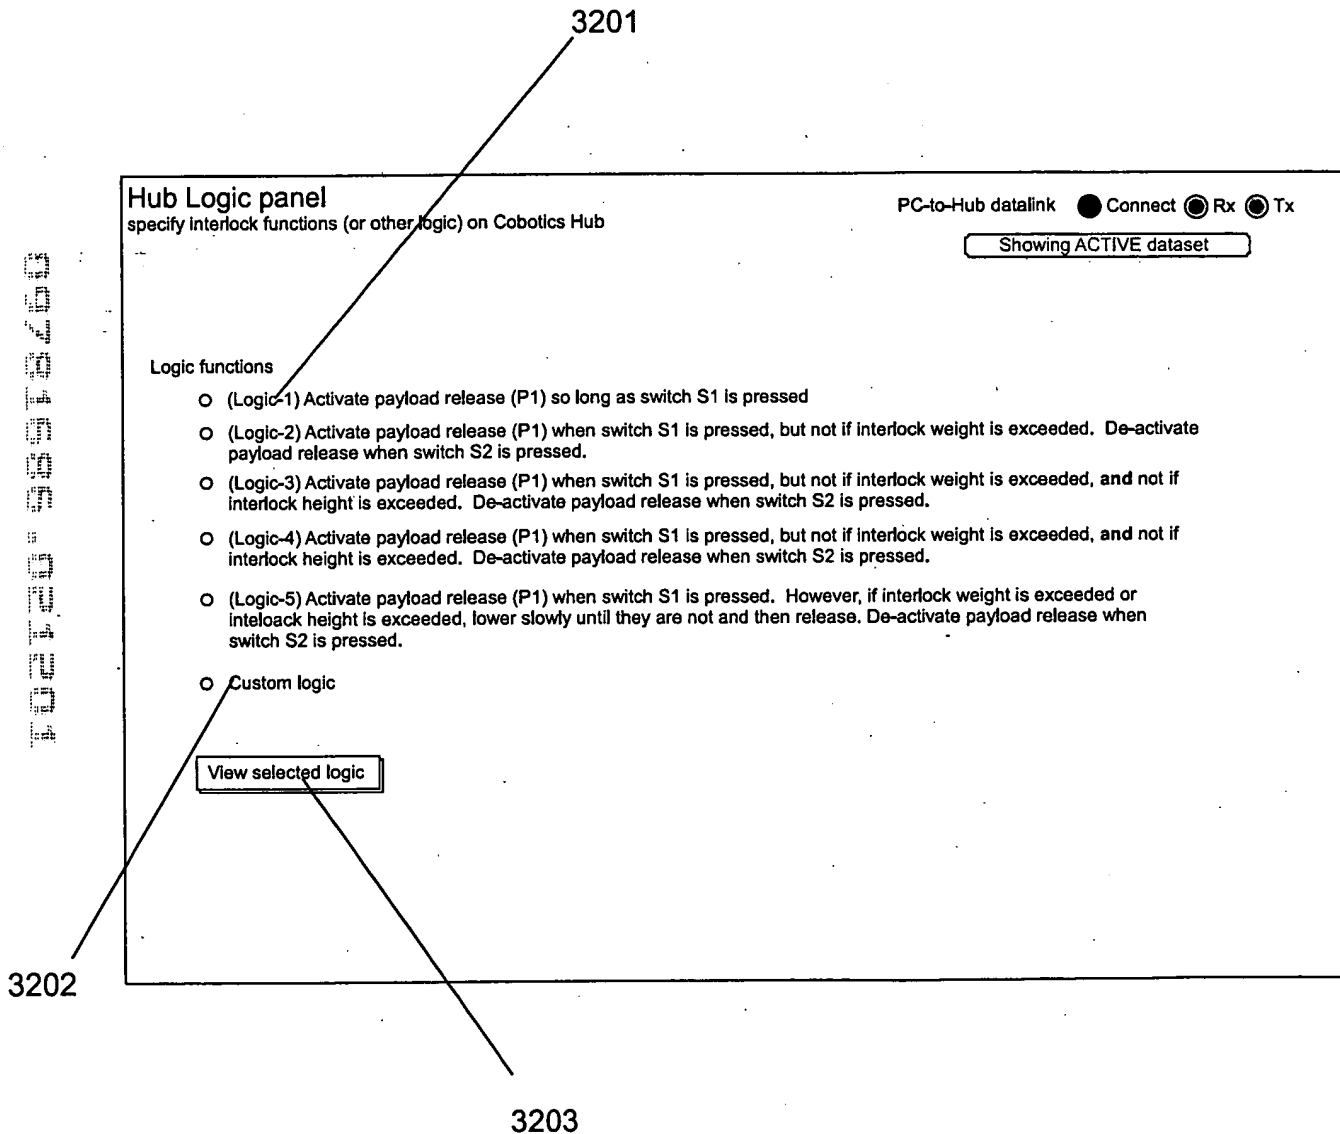 3201
Hub Logic panel
specify interlock functions (or other logic) on Cobotics Hub
PC-to-Hub datalink Connect Rx Tx
Showing ACTIVE dataset
Logic functions
(Logic-1) Activate payload release (P1) so long as switch S1 is pressed
(Logic-2) Activate payload release (P1) when switch S1 is pressed, but not if interlock weight is exceeded. De-activate
payload release when switch S2 is pressed.
(Logic-3) Activate payload release (P1) when switch S1 is pressed, but not if interlock weight is exceeded, and not if
interlock height is exceeded. De-activate payload release when switch S2 is pressed.
(Logic-4) Activate payload release (P1) when switch S1 is pressed, but not if interlock weight is exceeded, and not if
interlock height is exceeded. De-activate payload release when switch S2 is pressed.
(Logic-5) Activate payload release (P1) when switch S1 is pressed. However, if interlock weight is exceeded or
inteloack height is exceeded, lower slowly until they are not and then release. De-activate payload release when
switch S2 is pressed.
Custom logic
View selected logic
3202
3203